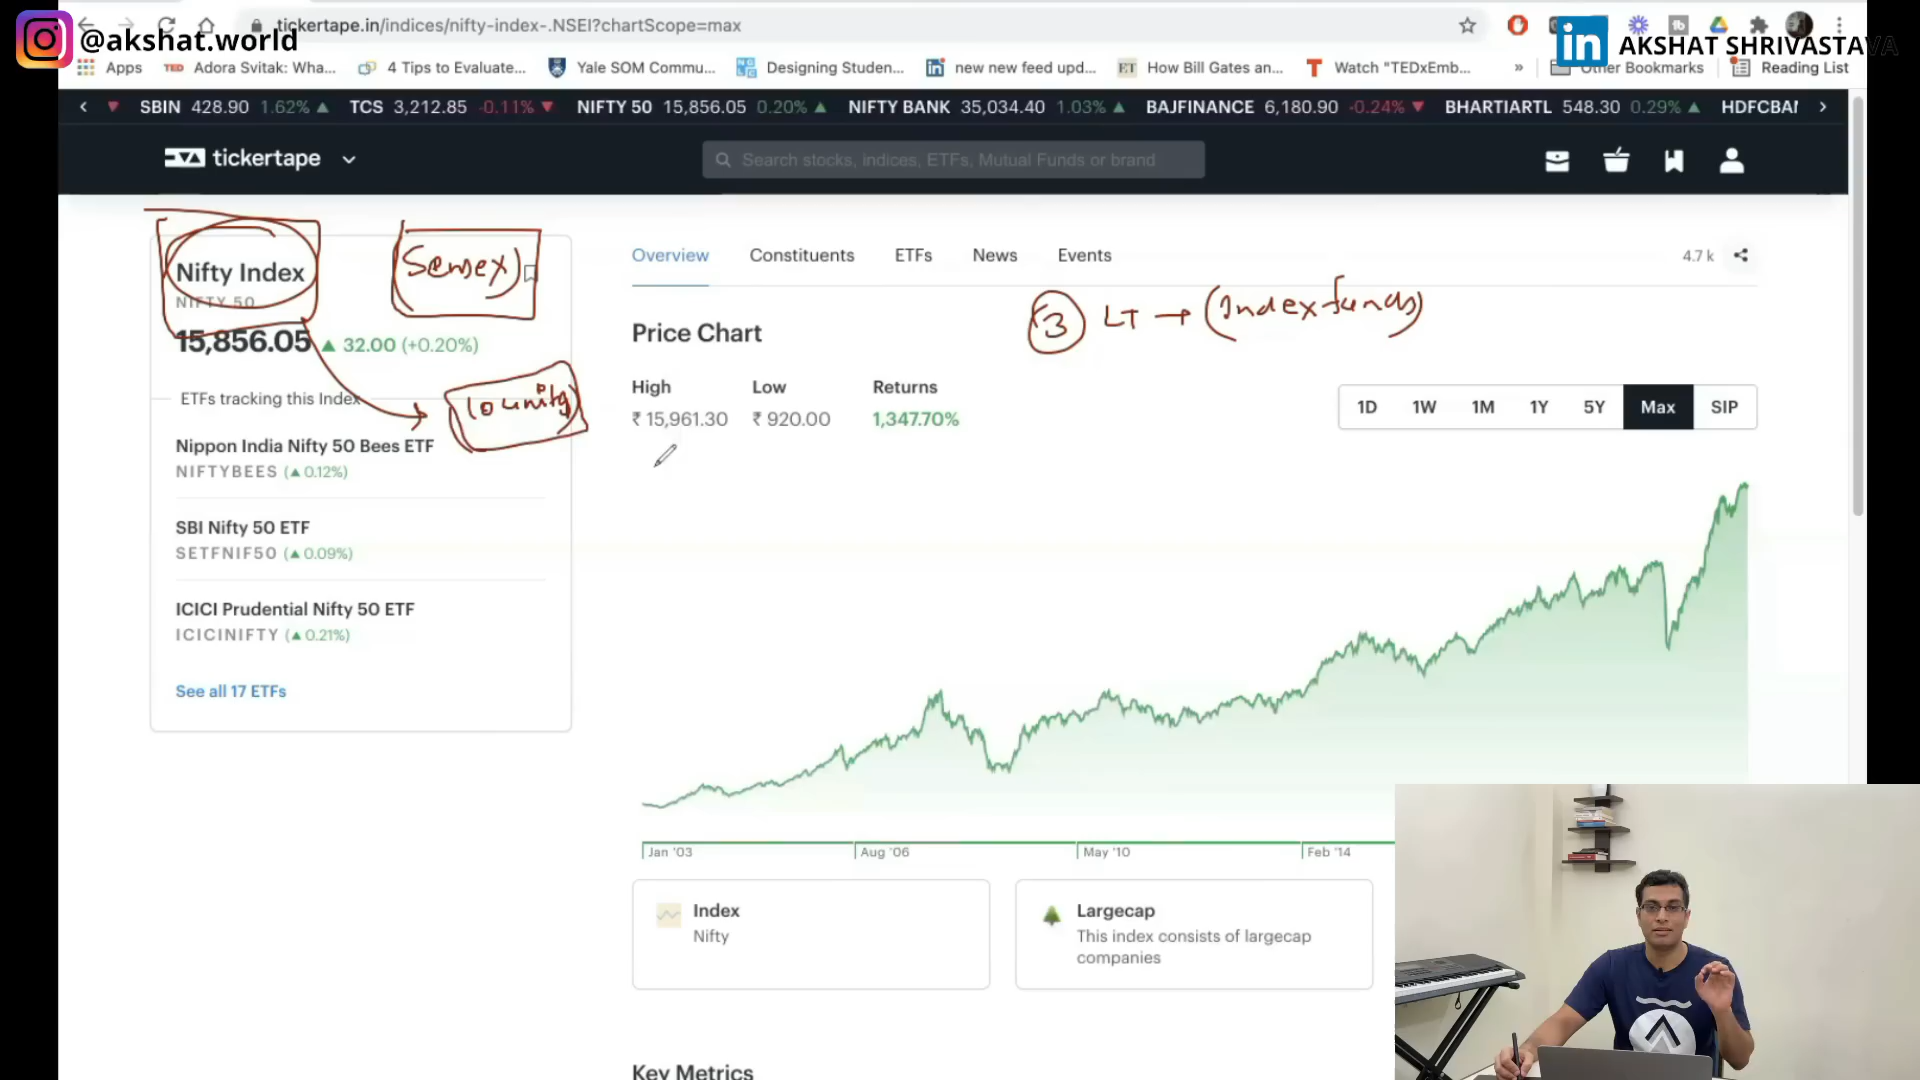 @akshat.world
tickertape.in/indices/nifty-index-.NSEI?chartScope=max
in AKSHAT SHRIVASTAVA
Apps TED Adora Svitak: Wha... 4 Tips to Evaluate... Yale SOM Commu... Designing Studen... new new feed upd... ET How Bill Gates an... Watch "TEDxEmb... » Other Bookmarks Reading List
SBIN 428.90 1.62% TCS 3,212.85 -0.11% NIFTY 50 15,856.05 0.20% NIFTY BANK 35,034.40 1.03% BAJFINANCE 6,180.90 -0.24% BHARTIARTL 548.30 0.29% HDFCBAN
tickertape
Search stocks, indices, ETFs, Mutual Funds or brand
Nifty Index
NIFTY 50
15,856.05 32.00 (+0.20%)
Sensex
ETFs tracking this Index
Nippon India Nifty 50 Bees ETF
NIFTYBEES (▲ 0.12%)
SBI Nifty 50 ETF
SETFNIF50 (▲ 0.09%)
ICICI Prudential Nifty 50 ETF
ICICINIFTY (▲ 0.21%)
See all 17 ETFs
Overview Constituents ETFs News Events
4.7 k
3 LT → (Index funds)
Price Chart
High Low Returns
₹ 15,961.30 ₹ 920.00 1,347.70%
1D 1W 1M 1Y 5Y Max SIP
Jan '03 Aug '06 May '10 Feb '14
Index
Nifty
Largecap
This index consists of largecap
companies
Key Metrics